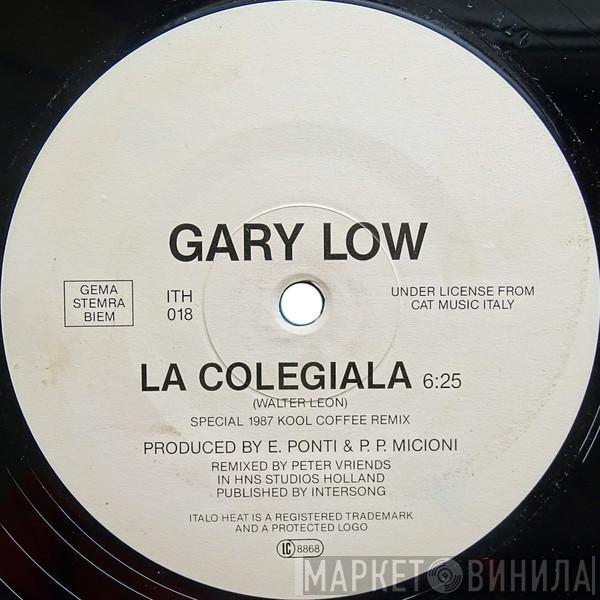 GARY LOW
GEMA
STEMRA
BIEM
ITH
018
UNDER LICENSE FROM
CAT MUSIC ITALY
LA COLEGIALA 6:25
(WALTER LEON)
SPECIAL 1987 KOOL COFFEE REMIX
PRODUCED BY E. PONTI & P. P. MICIONI
REMIXED BY PETER VRIENDS
IN HNS STUDIOS HOLLAND
PUBLISHED BY INTERSONG
ITALO HEAT IS A REGISTERED TRADEMARK
AND A PROTECTED LOGO
LC 8868
МАРКЕТ ВИНИЛА